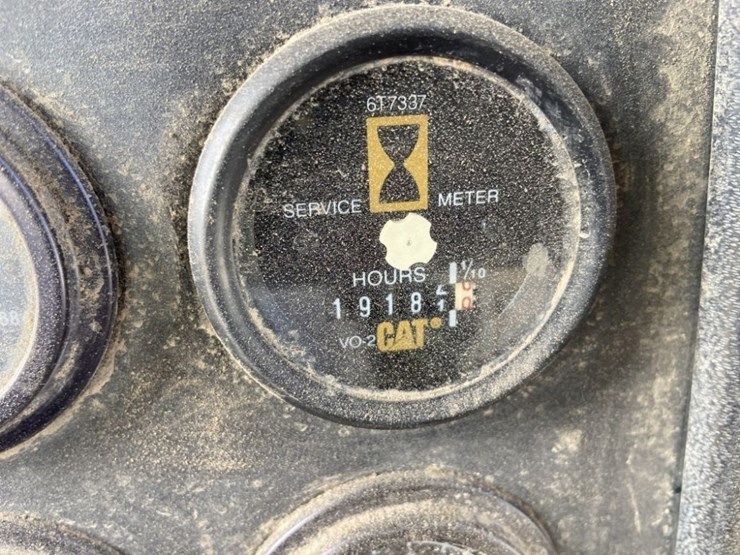 6T7337
SERVICE METER
HOURS 1/10
1918
VO-2
CAT